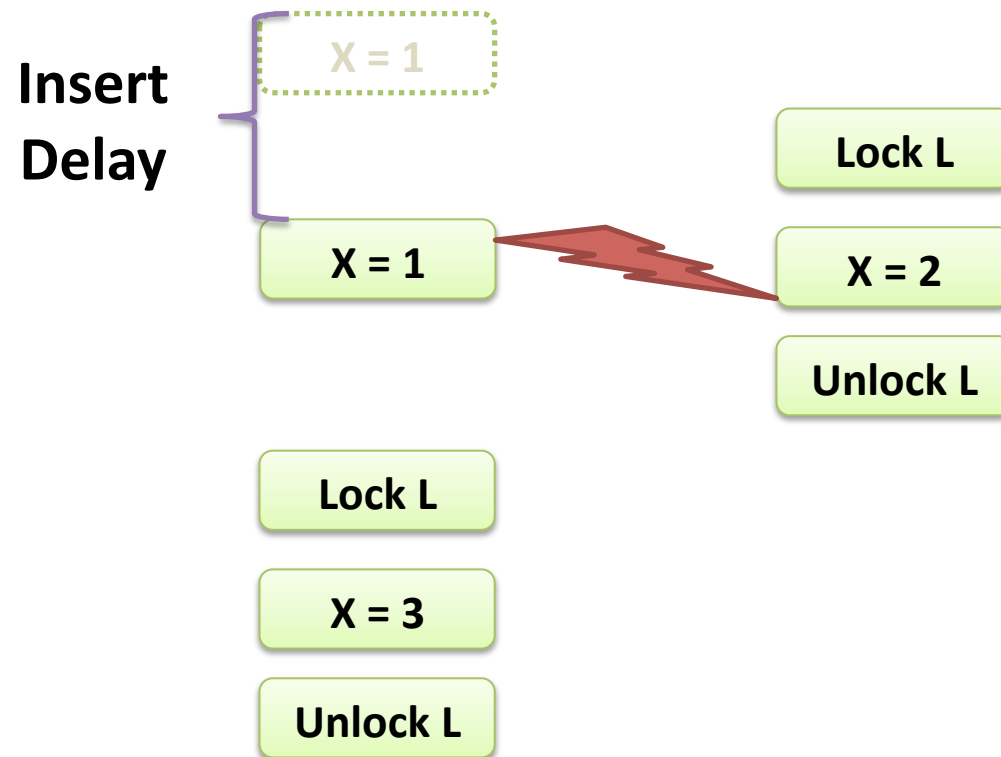 X = 1
Insert
Delay
Lock L
X = 1
X = 2
Unlock L
Lock L
X = 3
Unlock L